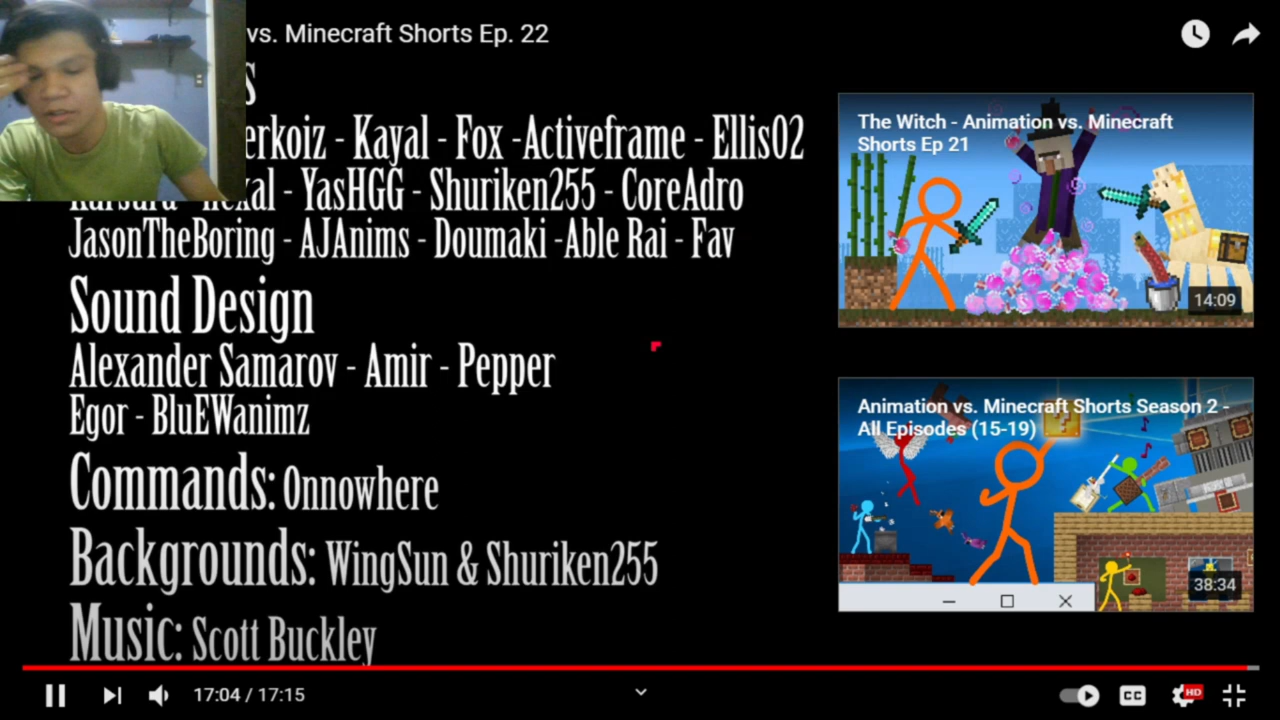 vs. Minecraft Shorts Ep. 22
- Kayal - Fox -Activeframe - Ellis02
- YasHGG - Shuriken255 - CoreAdro
JasonTheBoring - AJAnims - Doumaki -Able Rai - Fav
Sound Design
Alexander Samarov - Amir - Pepper
Egor - BluEWanimz
Commands: Onnowhere
Backgrounds: WingSun & Shuriken255
Music: Scott Buckley
The Witch - Animation vs. Minecraft
Shorts Ep 21
14:09
Animation vs. Minecraft Shorts Season 2 -
All Episodes (15-19)
38:34
17:04 / 17:15
CC
HD